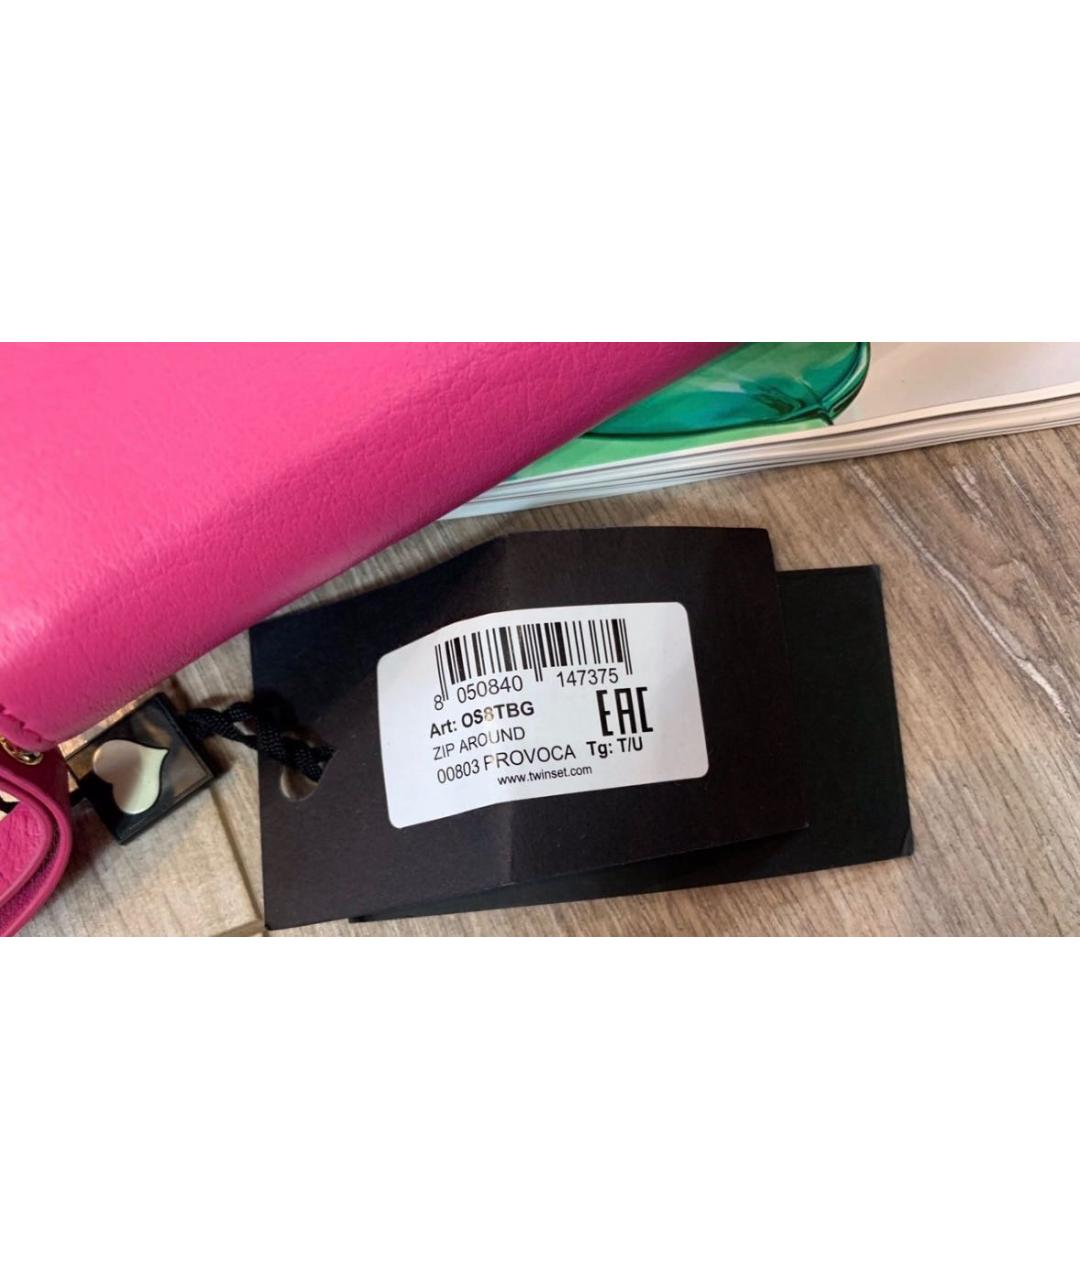 8 050840 147375
Art: OS8TBG
EAC
ZIP AROUND
00803 PROVOCA Tg: T/U
www.twinset.com